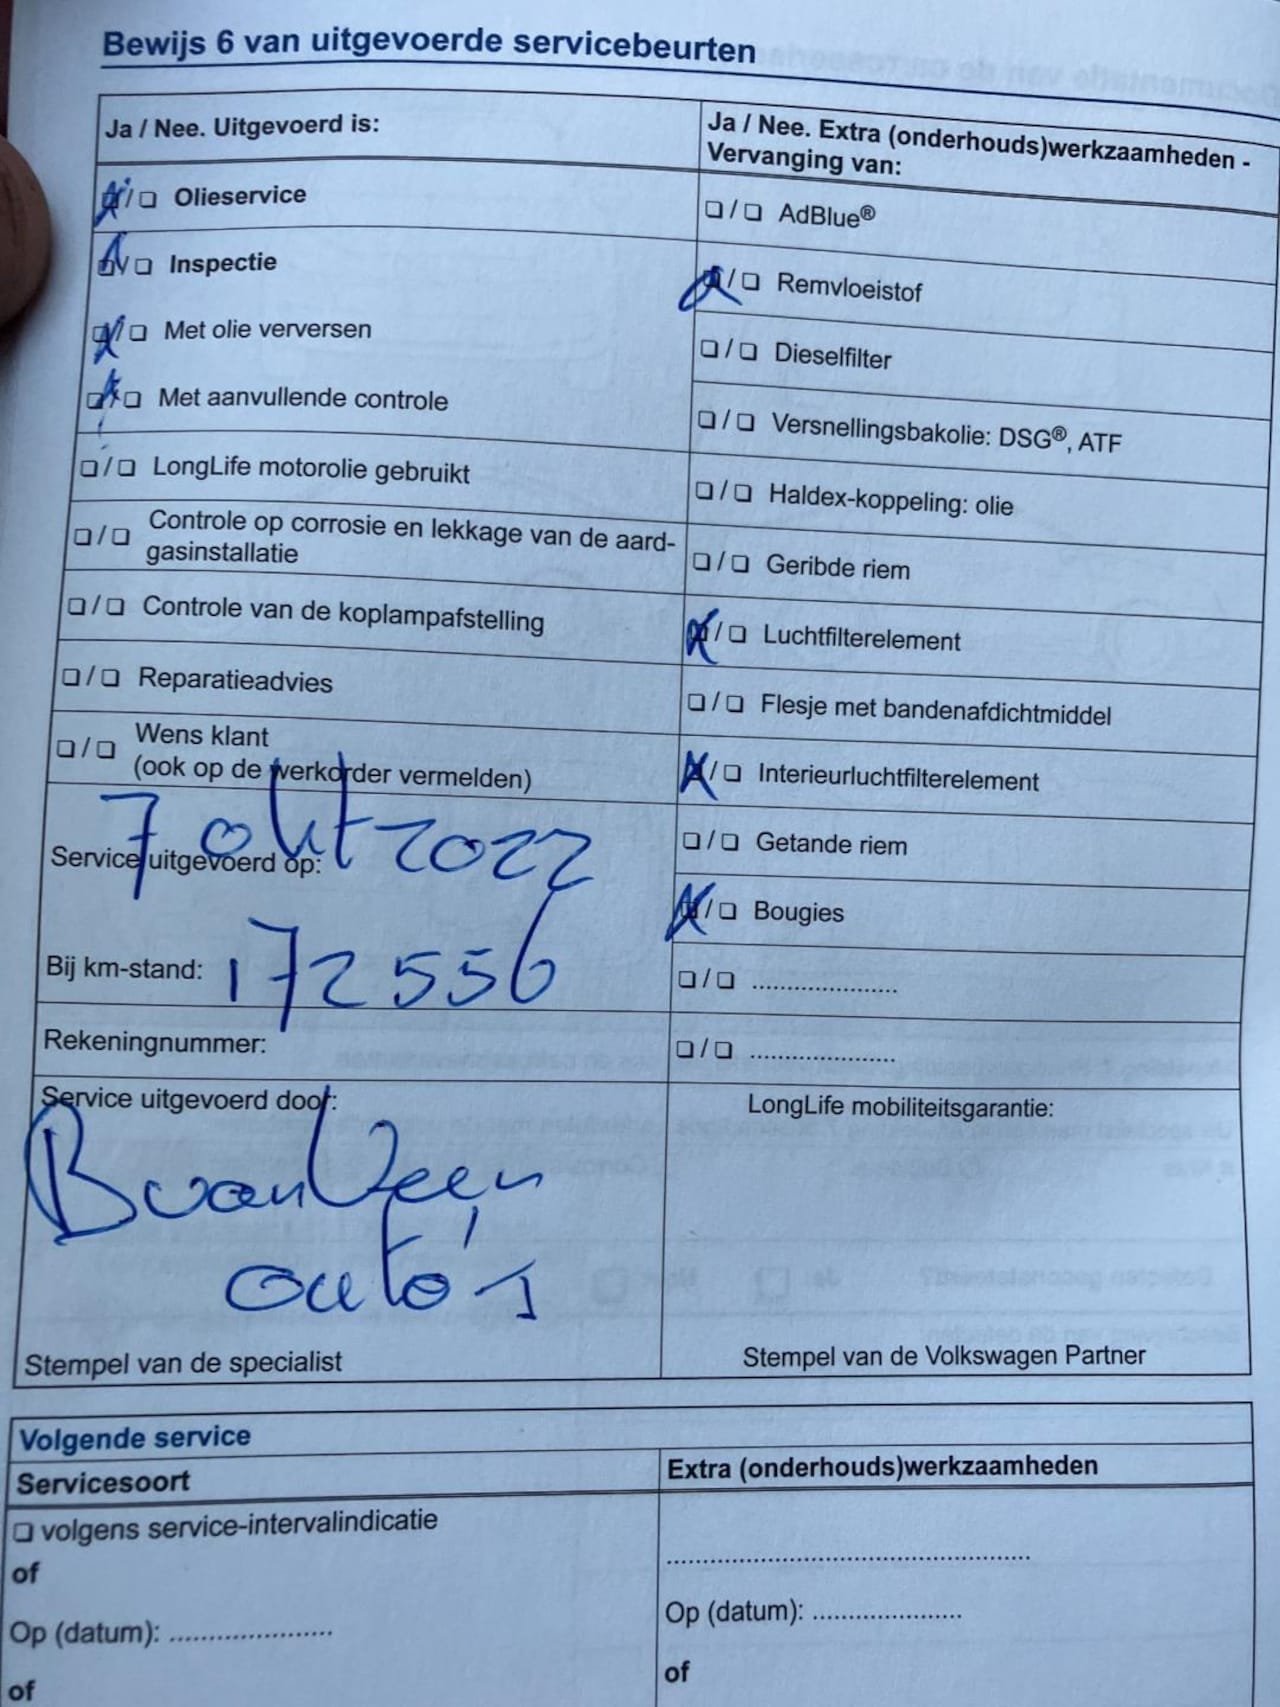 Bewijs 6 van uitgevoerde servicebeurten
Ja / Nee. Uitgevoerd is:
☒/☐ Olieservice
☒/☐ Inspectie
☒/☐ Met olie verversen
☒/☐ Met aanvullende controle
☐/☐ LongLife motorolie gebruikt
☐/☐ Controle op corrosie en lekkage van de aard-
gasinstallatie
☐/☐ Controle van de koplampafstelling
☐/☐ Reparatieadvies
☐/☐ Wens klant
(ook op de werkorder vermelden)
Service uitgevoerd op: 7 okt 2022
Bij km-stand: 172556
Rekeningnummer:
Service uitgevoerd door:
B van Veen
auto's
Stempel van de specialist
Ja / Nee. Extra (onderhouds)werkzaamheden -
Vervanging van:
☐/☐ AdBlue®
☒/☐ Remvloeistof
☐/☐ Dieselfilter
☐/☐ Versnellingsbakolie: DSG®, ATF
☐/☐ Haldex-koppeling: olie
☐/☐ Geribde riem
☒/☐ Luchtfilterelement
☐/☐ Flesje met bandenafdichtmiddel
☒/☐ Interieurluchtfilterelement
☐/☐ Getande riem
☒/☐ Bougies
☐/☐ .....................
☐/☐ .....................
LongLife mobiliteitsgarantie:
Stempel van de Volkswagen Partner
Volgende service
Servicesoort
☐ volgens service-intervalindicatie
of
Op (datum): .......................
of
Extra (onderhouds)werkzaamheden
.....................................................
Op (datum): .....................
of